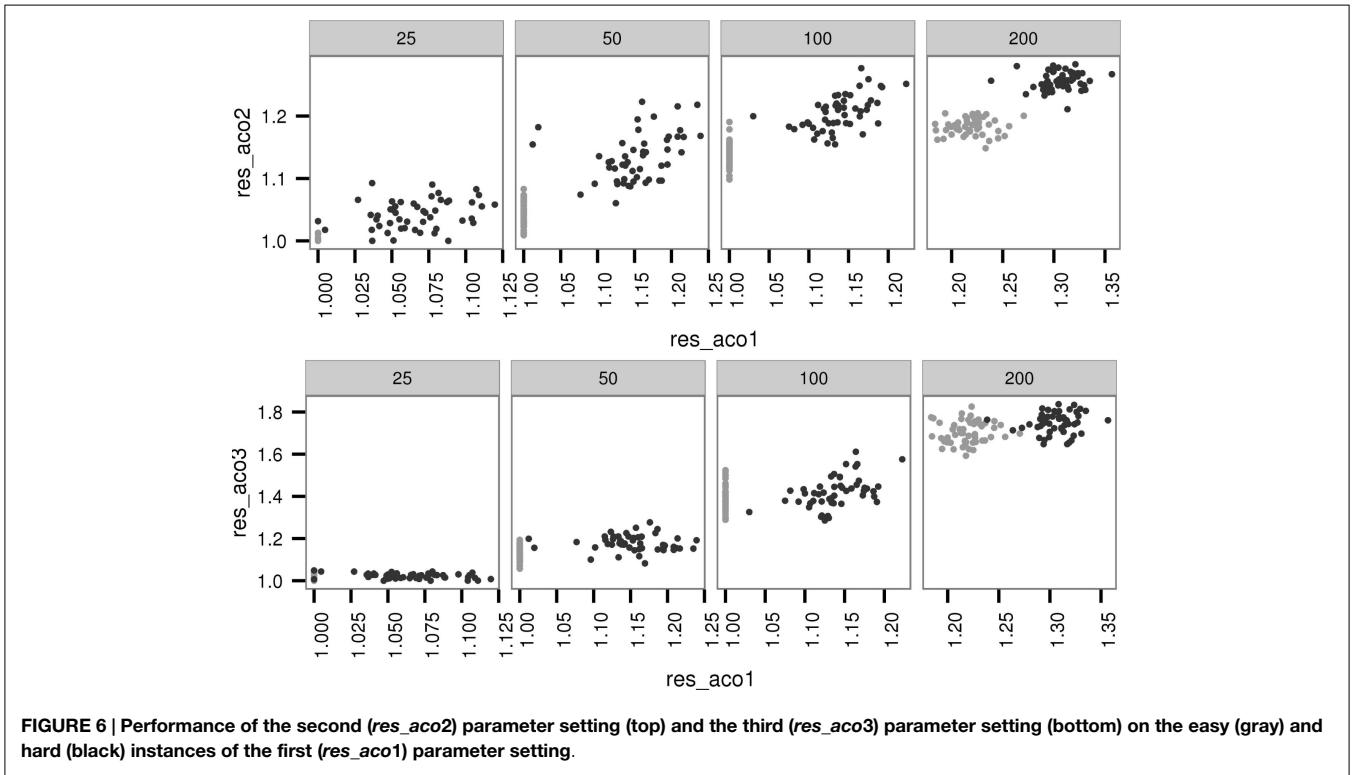 25 50 100 200
res_aco2
1.2
1.1
1.0
1.000 1.025 1.050 1.075 1.100 1.125 1.00 1.05 1.10 1.15 1.20 1.25 1.00 1.05 1.10 1.15 1.20 1.20 1.25 1.30 1.35
res_aco1
25 50 100 200
res_aco3
1.8
1.6
1.4
1.2
1.0
1.000 1.025 1.050 1.075 1.100 1.125 1.00 1.05 1.10 1.15 1.20 1.25 1.00 1.05 1.10 1.15 1.20 1.20 1.25 1.30 1.35
res_aco1
FIGURE 6 | Performance of the second (res_aco2) parameter setting (top) and the third (res_aco3) parameter setting (bottom) on the easy (gray) and
hard (black) instances of the first (res_aco1) parameter setting.